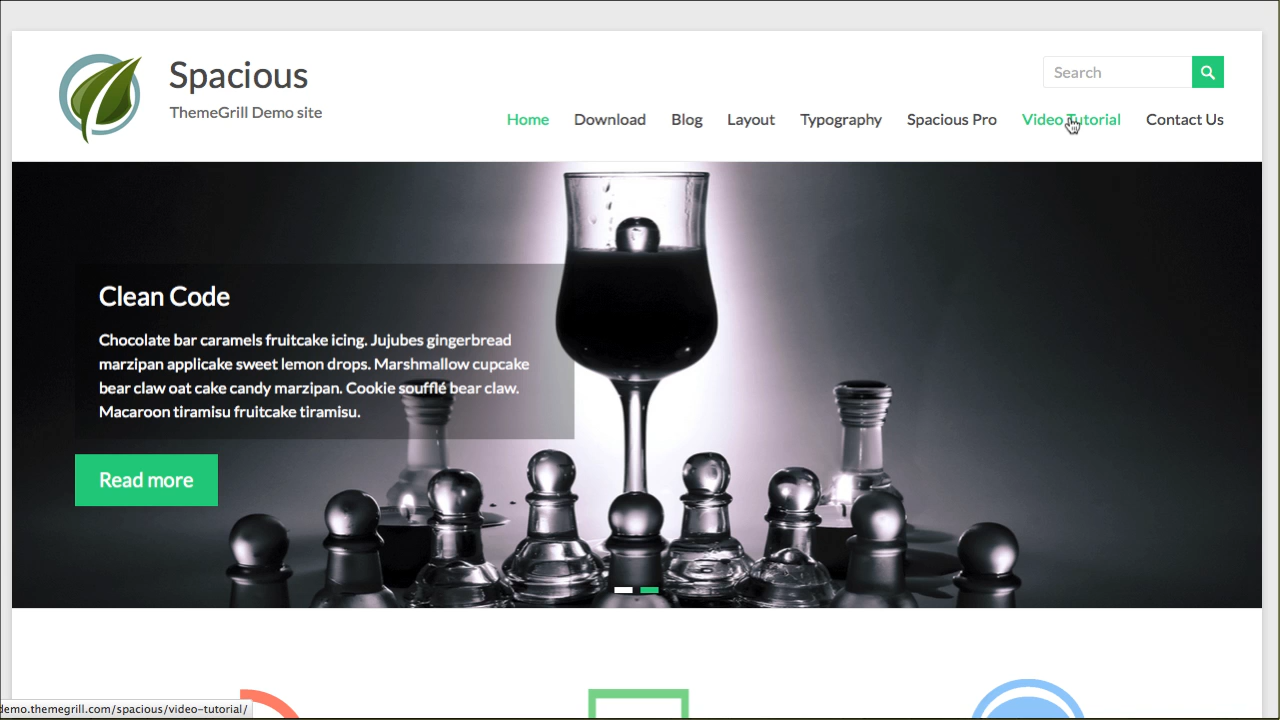 Spacious
ThemeGrill Demo site
Search
Home Download Blog Layout Typography Spacious Pro Video Tutorial Contact Us
Clean Code
Chocolate bar caramels fruitcake icing. Jujubes gingerbread
marzipan applicake sweet lemon drops. Marshmallow cupcake
bear claw oat cake candy marzipan. Cookie soufflé bear claw.
Macaroon tiramisu fruitcake tiramisu.
Read more
demo.themegrill.com/spacious/video-tutorial/